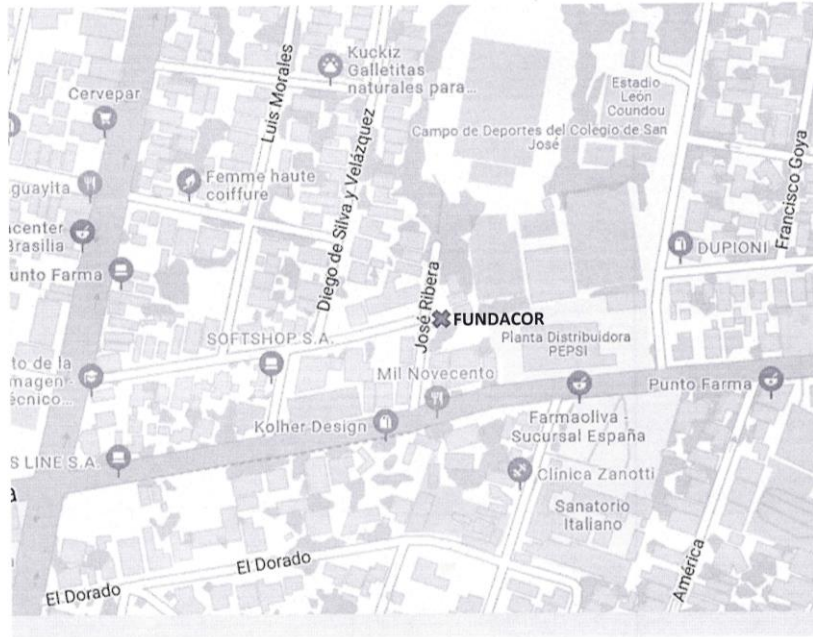 Kuckiz
Galletitas
naturales para...
Cervepar
Luis Morales
Estadio
León
Coundou
Campo de Deportes del Colegio de San
José
Francisco Goya
Femme haute
coiffure
guayita
Diego de Silva y Velázquez
acenter
Brasilia
DUPIONI
unto Farma
José Ribera
FUNDACOR
SOFTSHOP S.A.
Planta Distribuidora
PEPSI
to de la
magen-
écnico...
Mil Novecento
Punto Farma
Kolher Design
Farmaoliva -
Sucursal España
S LINE S.A.
Clínica Zanotti
a
Sanatorio
Italiano
El Dorado
El Dorado
América